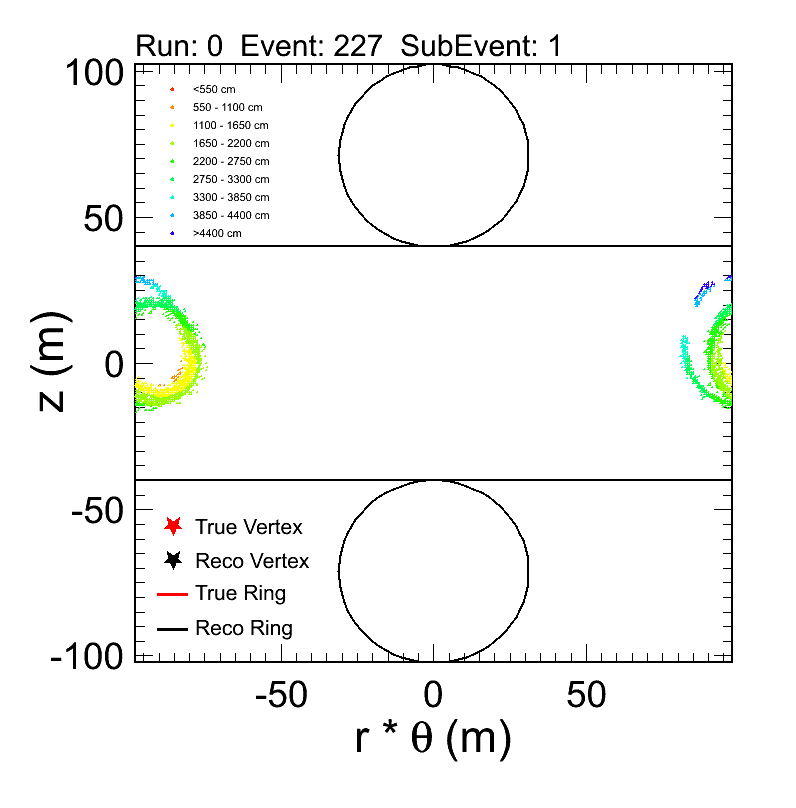 Run: 0  Event: 227  SubEvent: 1
100
<550 cm
550 - 1100 cm
1100 - 1650 cm
1650 - 2200 cm
2200 - 2750 cm
2750 - 3300 cm
3300 - 3850 cm
3850 - 4400 cm
>4400 cm
50
z (m)
0
-50
True Vertex
Reco Vertex
True Ring
Reco Ring
-100
-50 0 50
r * θ (m)